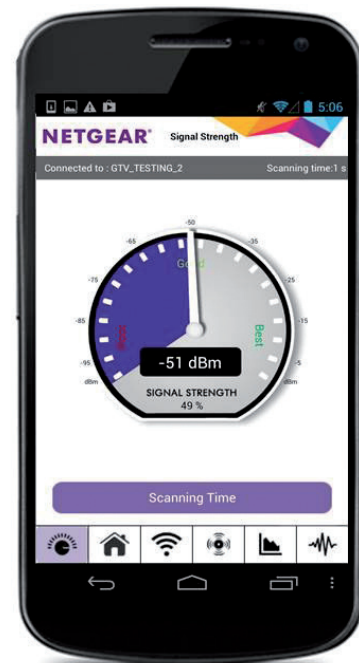 5:06
NETGEAR® Signal Strength
Connected to : GTV_TESTING_2 Scanning time:1 s
-50
-65 -35
Good
-75 -25
-85 -15
Poor Best
-95 -5
dBm dBm
-51 dBm
SIGNAL STRENGTH
49 %
Scanning Time